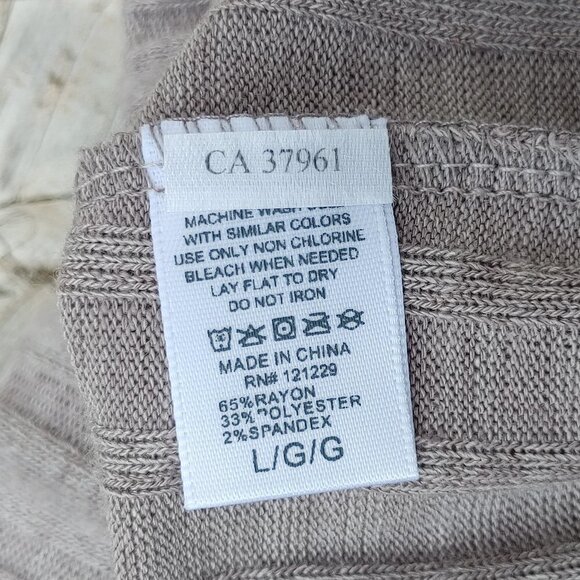 CA 37961
MACHINE WASH
WITH SIMILAR COLORS
USE ONLY NON CHLORINE
BLEACH WHEN NEEDED
LAY FLAT TO DRY
DO NOT IRON
MADE IN CHINA
RN# 121229
65%RAYON
33%POLYESTER
2%SPANDEX
L/G/G